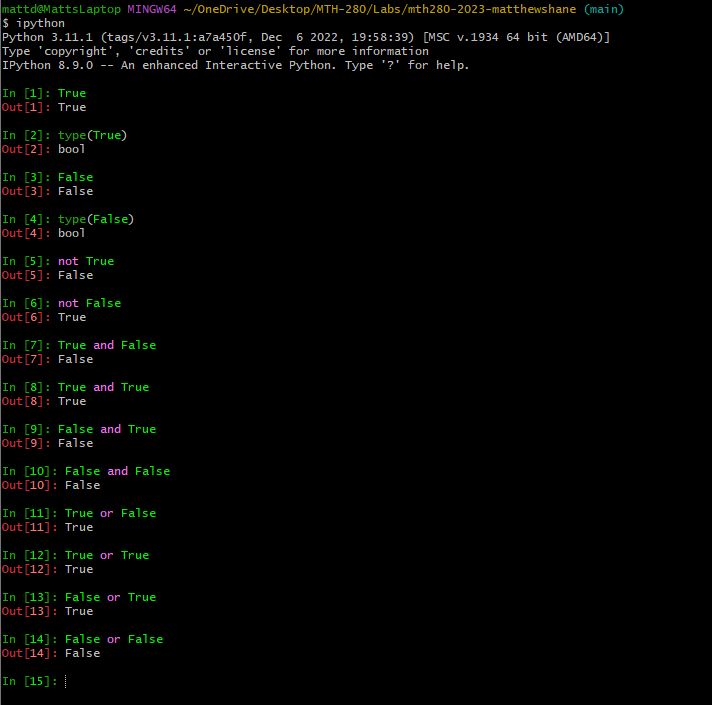 mattd@MattsLaptop MINGW64 ~/OneDrive/Desktop/MTH-280/Labs/mth280-2023-matthewshane (main)
$ ipython
Python 3.11.1 (tags/v3.11.1:a7a450f, Dec  6 2022, 19:58:39) [MSC v.1934 64 bit (AMD64)]
Type 'copyright', 'credits' or 'license' for more information
IPython 8.9.0 -- An enhanced Interactive Python. Type '?' for help.
In [1]: True
Out[1]: True
In [2]: type(True)
Out[2]: bool
In [3]: False
Out[3]: False
In [4]: type(False)
Out[4]: bool
In [5]: not True
Out[5]: False
In [6]: not False
Out[6]: True
In [7]: True and False
Out[7]: False
In [8]: True and True
Out[8]: True
In [9]: False and True
Out[9]: False
In [10]: False and False
Out[10]: False
In [11]: True or False
Out[11]: True
In [12]: True or True
Out[12]: True
In [13]: False or True
Out[13]: True
In [14]: False or False
Out[14]: False
In [15]: